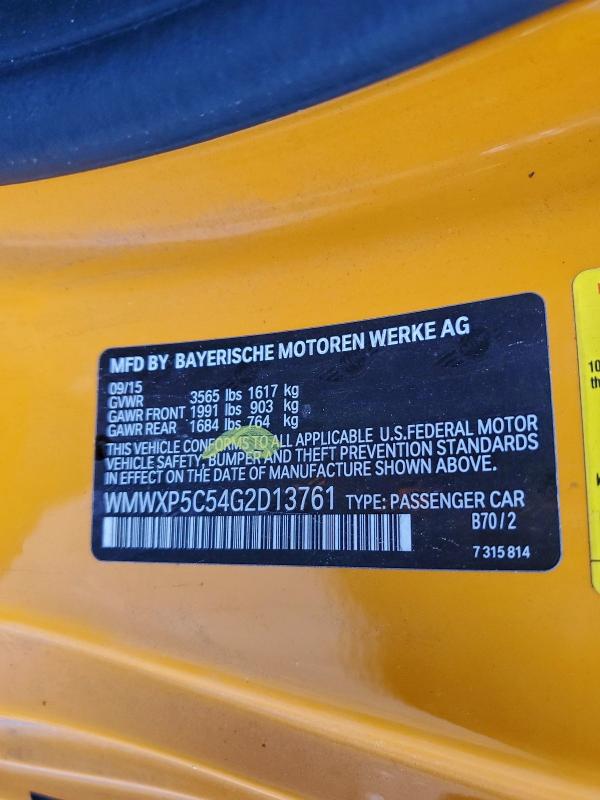 MFD BY BAYERISCHE MOTOREN WERKE AG
09/15
GVWR 3565 lbs 1617 kg
GAWR FRONT 1991 lbs 903 kg
GAWR REAR 1684 lbs 764 kg
THIS VEHICLE CONFORMS TO ALL APPLICABLE U.S.FEDERAL MOTOR
VEHICLE SAFETY, BUMPER AND THEFT PREVENTION STANDARDS
IN EFFECT ON THE DATE OF MANUFACTURE SHOWN ABOVE.
WMWXP5C54G2D13761 TYPE: PASSENGER CAR
B70/2
7 315 814
10
th